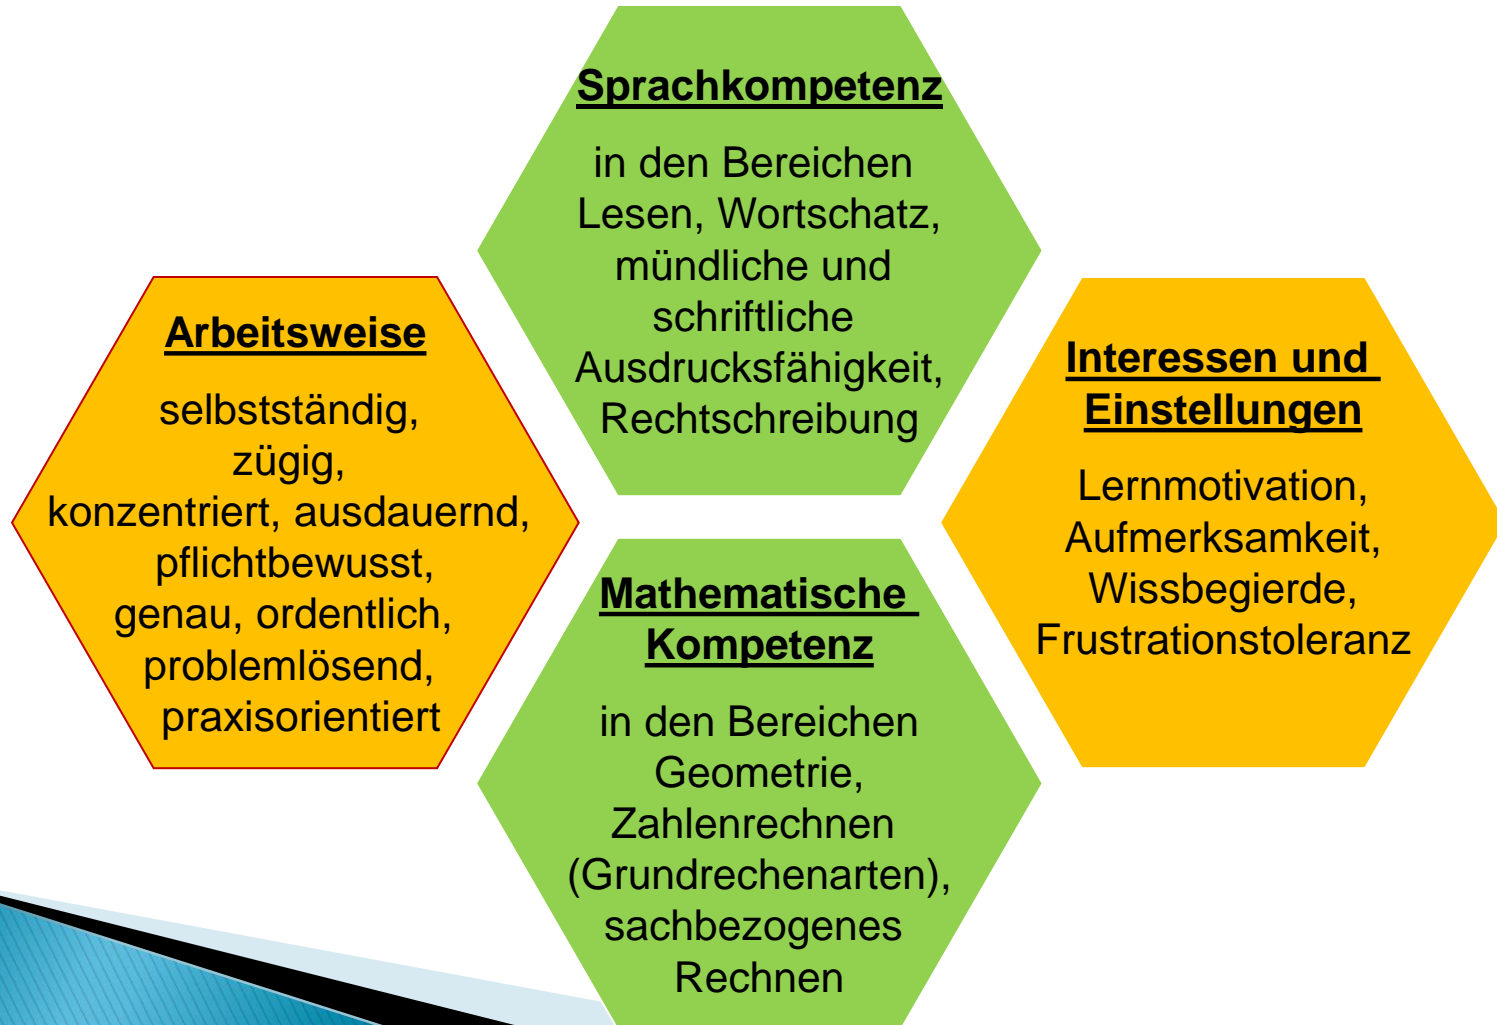 Sprachkompetenz
in den Bereichen
Lesen, Wortschatz,
mündliche und
schriftliche
Ausdrucksfähigkeit,
Rechtschreibung
Arbeitsweise
selbstständig,
zügig,
konzentriert, ausdauernd,
pflichtbewusst,
genau, ordentlich,
problemlösend,
praxisorientiert
Interessen und
Einstellungen
Lernmotivation,
Aufmerksamkeit,
Wissbegierde,
Frustrationstoleranz
Mathematische
Kompetenz
in den Bereichen
Geometrie,
Zahlenrechnen
(Grundrechenarten),
sachbezogenes
Rechnen